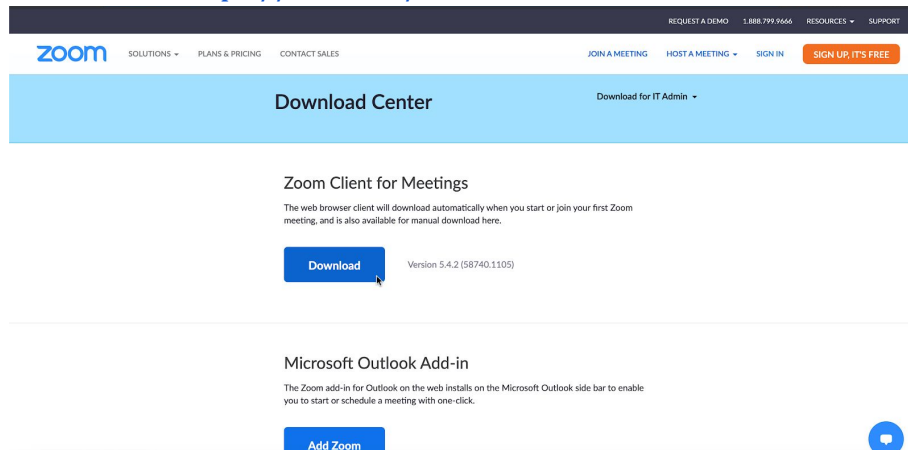 REQUEST A DEMO 1.888.799.9666 RESOURCES SUPPORT
zoom SOLUTIONS PLANS & PRICING CONTACT SALES JOIN A MEETING HOST A MEETING SIGN IN SIGN UP, IT'S FREE
Download Center Download for IT Admin
Zoom Client for Meetings
The web browser client will download automatically when you start or join your first Zoom
meeting, and is also available for manual download here.
Download Version 5.4.2 (58740.1105)
Microsoft Outlook Add-in
The Zoom add-in for Outlook on the web installs on the Microsoft Outlook side bar to enable
you to start or schedule a meeting with one-click.
Add Zoom